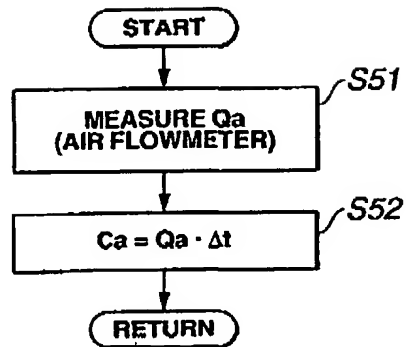 START
S51
MEASURE Qa
(AIR FLOWMETER)
S52
Ca = Qa · Δt
RETURN